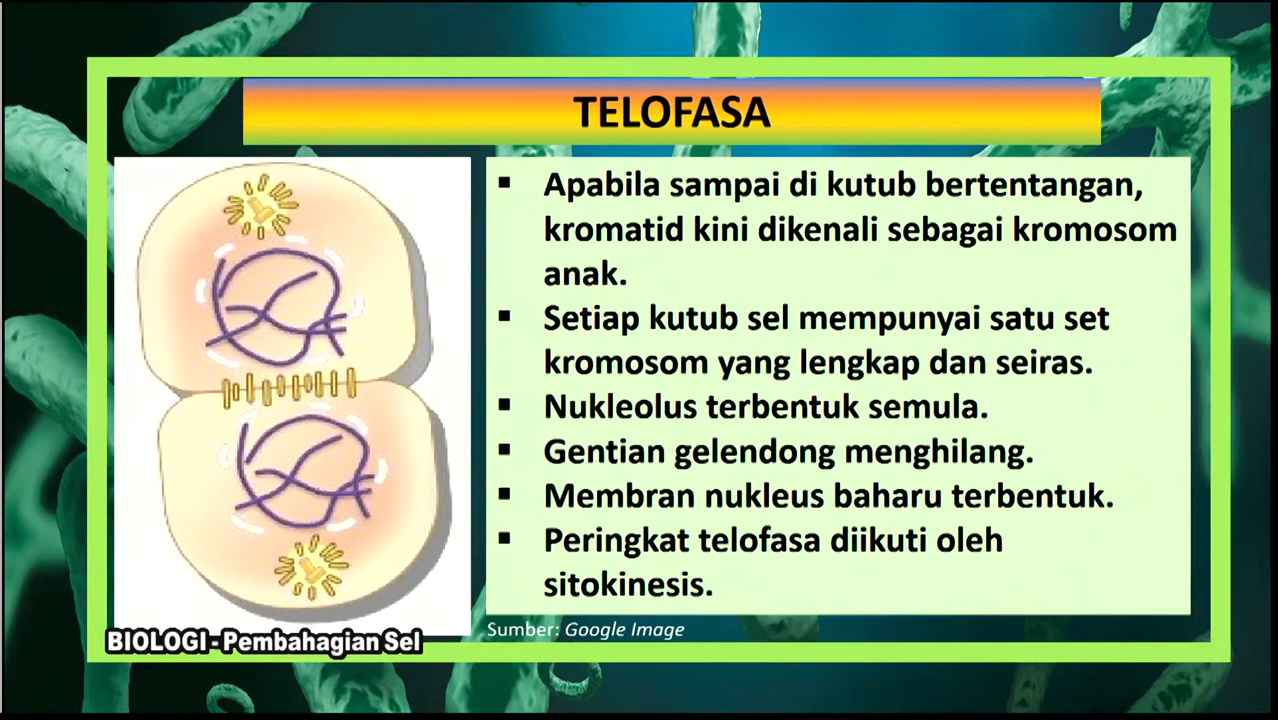 TELOFASA
▪ Apabila sampai di kutub bertentangan,
kromatid kini dikenali sebagai kromosom
anak.
▪ Setiap kutub sel mempunyai satu set
kromosom yang lengkap dan seiras.
▪ Nukleolus terbentuk semula.
▪ Gentian gelendong menghilang.
▪ Membran nukleus baharu terbentuk.
▪ Peringkat telofasa diikuti oleh
sitokinesis.
Sumber: Google Image
BIOLOGI - Pembahagian Sel